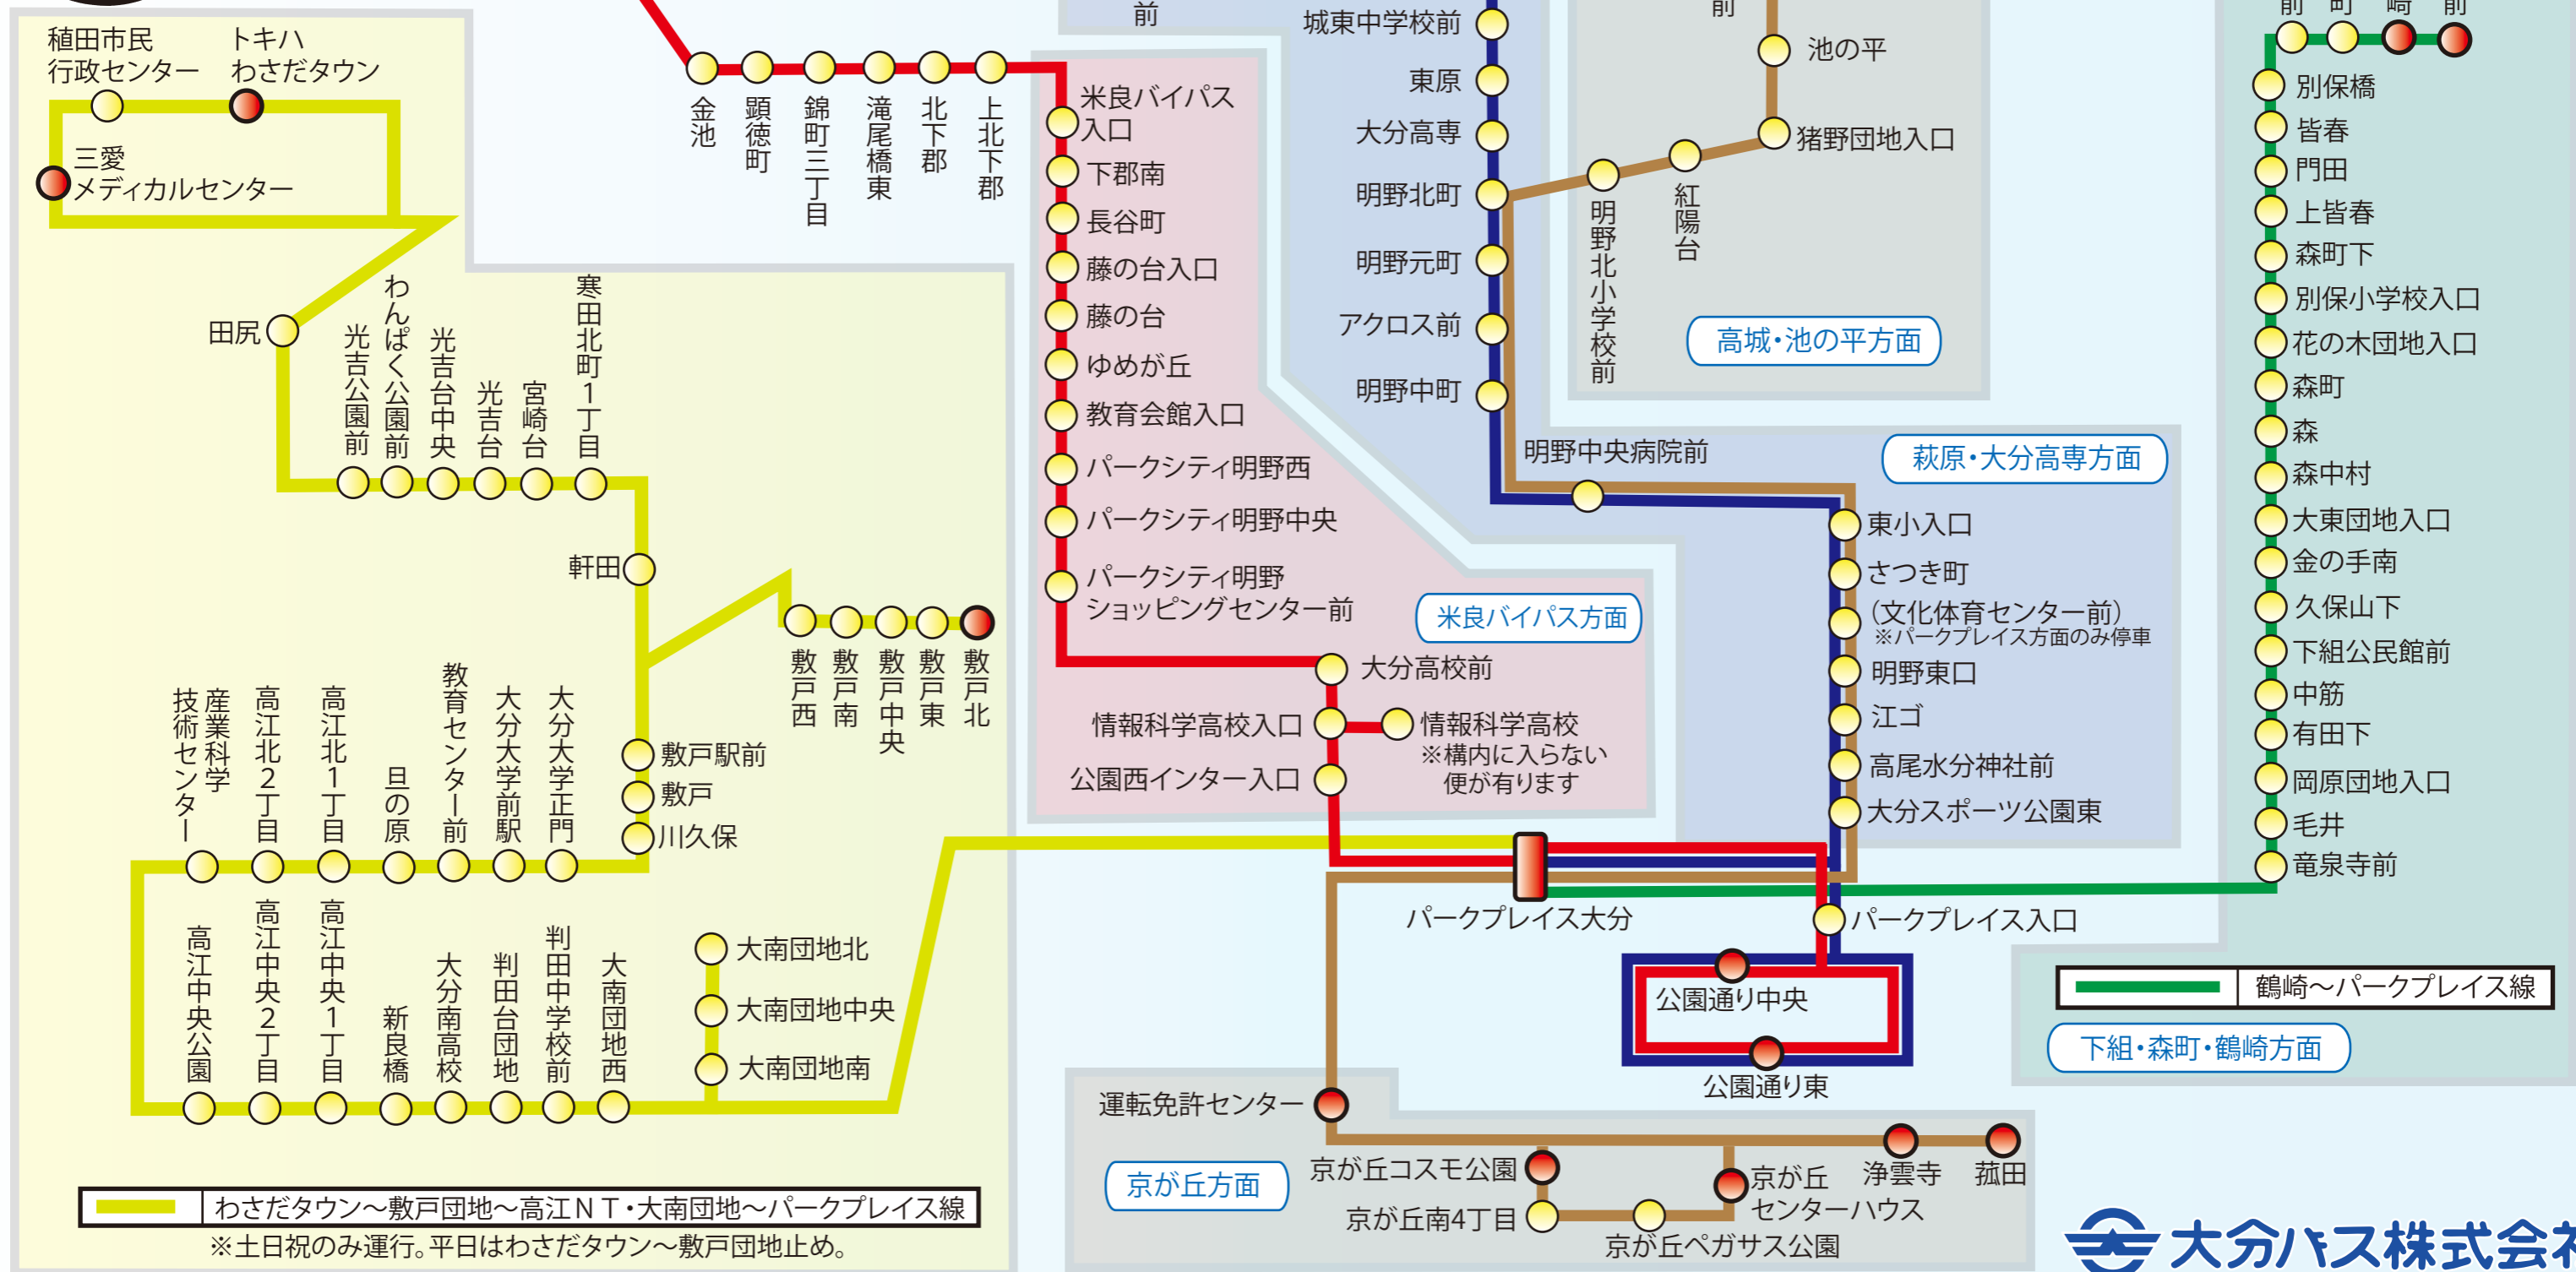 稙田市民
行政センター
トキハ
わさだタウン
三愛
メディカルセンター
田尻
光吉公園前
わんぱく公園前
光吉台中央
光吉台
宮崎台
寒田北町1丁目
軒田
敷戸西
敷戸南
敷戸中央
敷戸東
敷戸北
敷戸駅前
敷戸
川久保
産業科学
技術センター
高江北2丁目
高江北1丁目
旦の原
教育センター前
大分大学前駅
大分大学正門
高江中央公園
高江中央2丁目
高江中央1丁目
新良橋
大分南高校
判田台団地
判田中学校前
大南団地西
大南団地北
大南団地中央
大南団地南
わさだタウン～敷戸団地～高江NT・大南団地～パークプレイス線
※土日祝のみ運行。平日はわさだタウン～敷戸団地止め。
金池
顕徳町
錦町三丁目
滝尾橋東
北下郡
上北下郡
米良バイパス
入口
下郡南
長谷町
藤の台入口
藤の台
ゆめが丘
教育会館入口
パークシティ明野西
パークシティ明野中央
パークシティ明野
ショッピングセンター前
米良バイパス方面
大分高校前
情報科学高校入口
情報科学高校
※構内に入らない
便が有ります
公園西インター入口
前
城東中学校前
東原
大分高専
明野北町
明野元町
アクロス前
明野中町
明野中央病院前
萩原・大分高専方面
東小入口
さつき町
(文化体育センター前)
※パークプレイス方面のみ停車
明野東口
江ゴ
高尾水分神社前
大分スポーツ公園東
前
池の平
猪野団地入口
紅陽台
明野北小学校前
高城・池の平方面
パークプレイス大分
パークプレイス入口
公園通り中央
公園通り東
運転免許センター
京が丘方面
京が丘コスモ公園
京が丘南4丁目
京が丘ペガサス公園
京が丘
センターハウス
浄雲寺
菰田
前
町
崎
前
別保橋
皆春
門田
上皆春
森町下
別保小学校入口
花の木団地入口
森町
森
森中村
大東団地入口
金の手南
久保山下
下組公民館前
中筋
有田下
岡原団地入口
毛井
竜泉寺前
鶴崎～パークプレイス線
下組・森町・鶴崎方面
大分バス株式会社